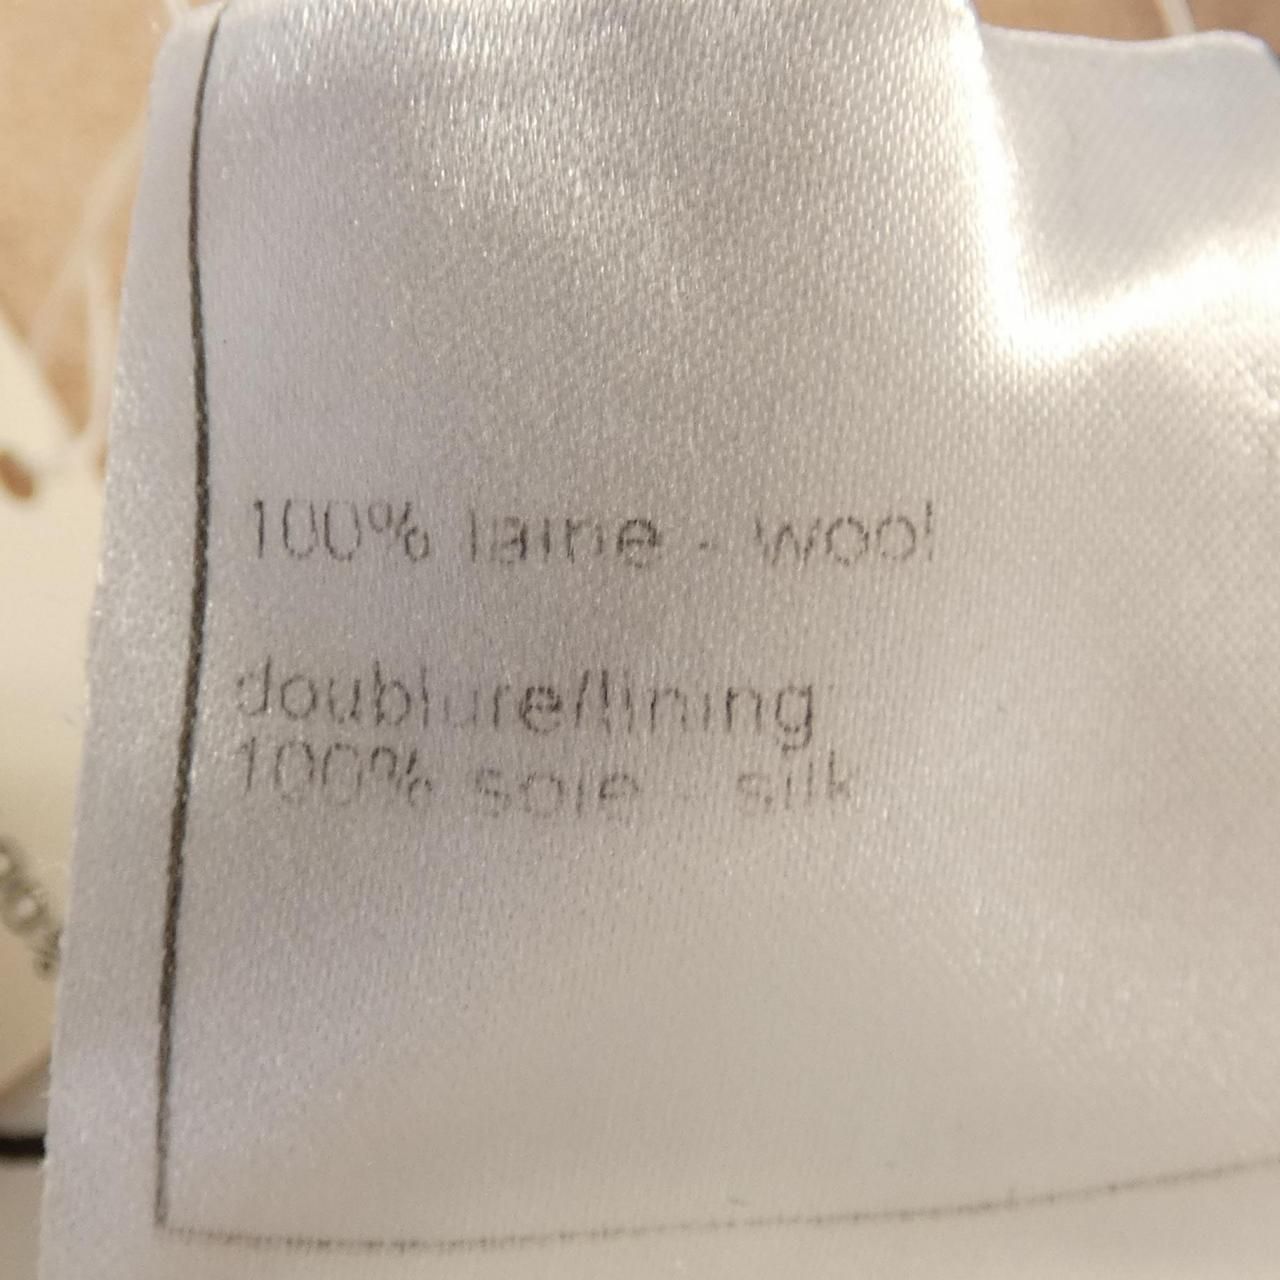 100% laine - wool
doublure/lining
100% soie - silk